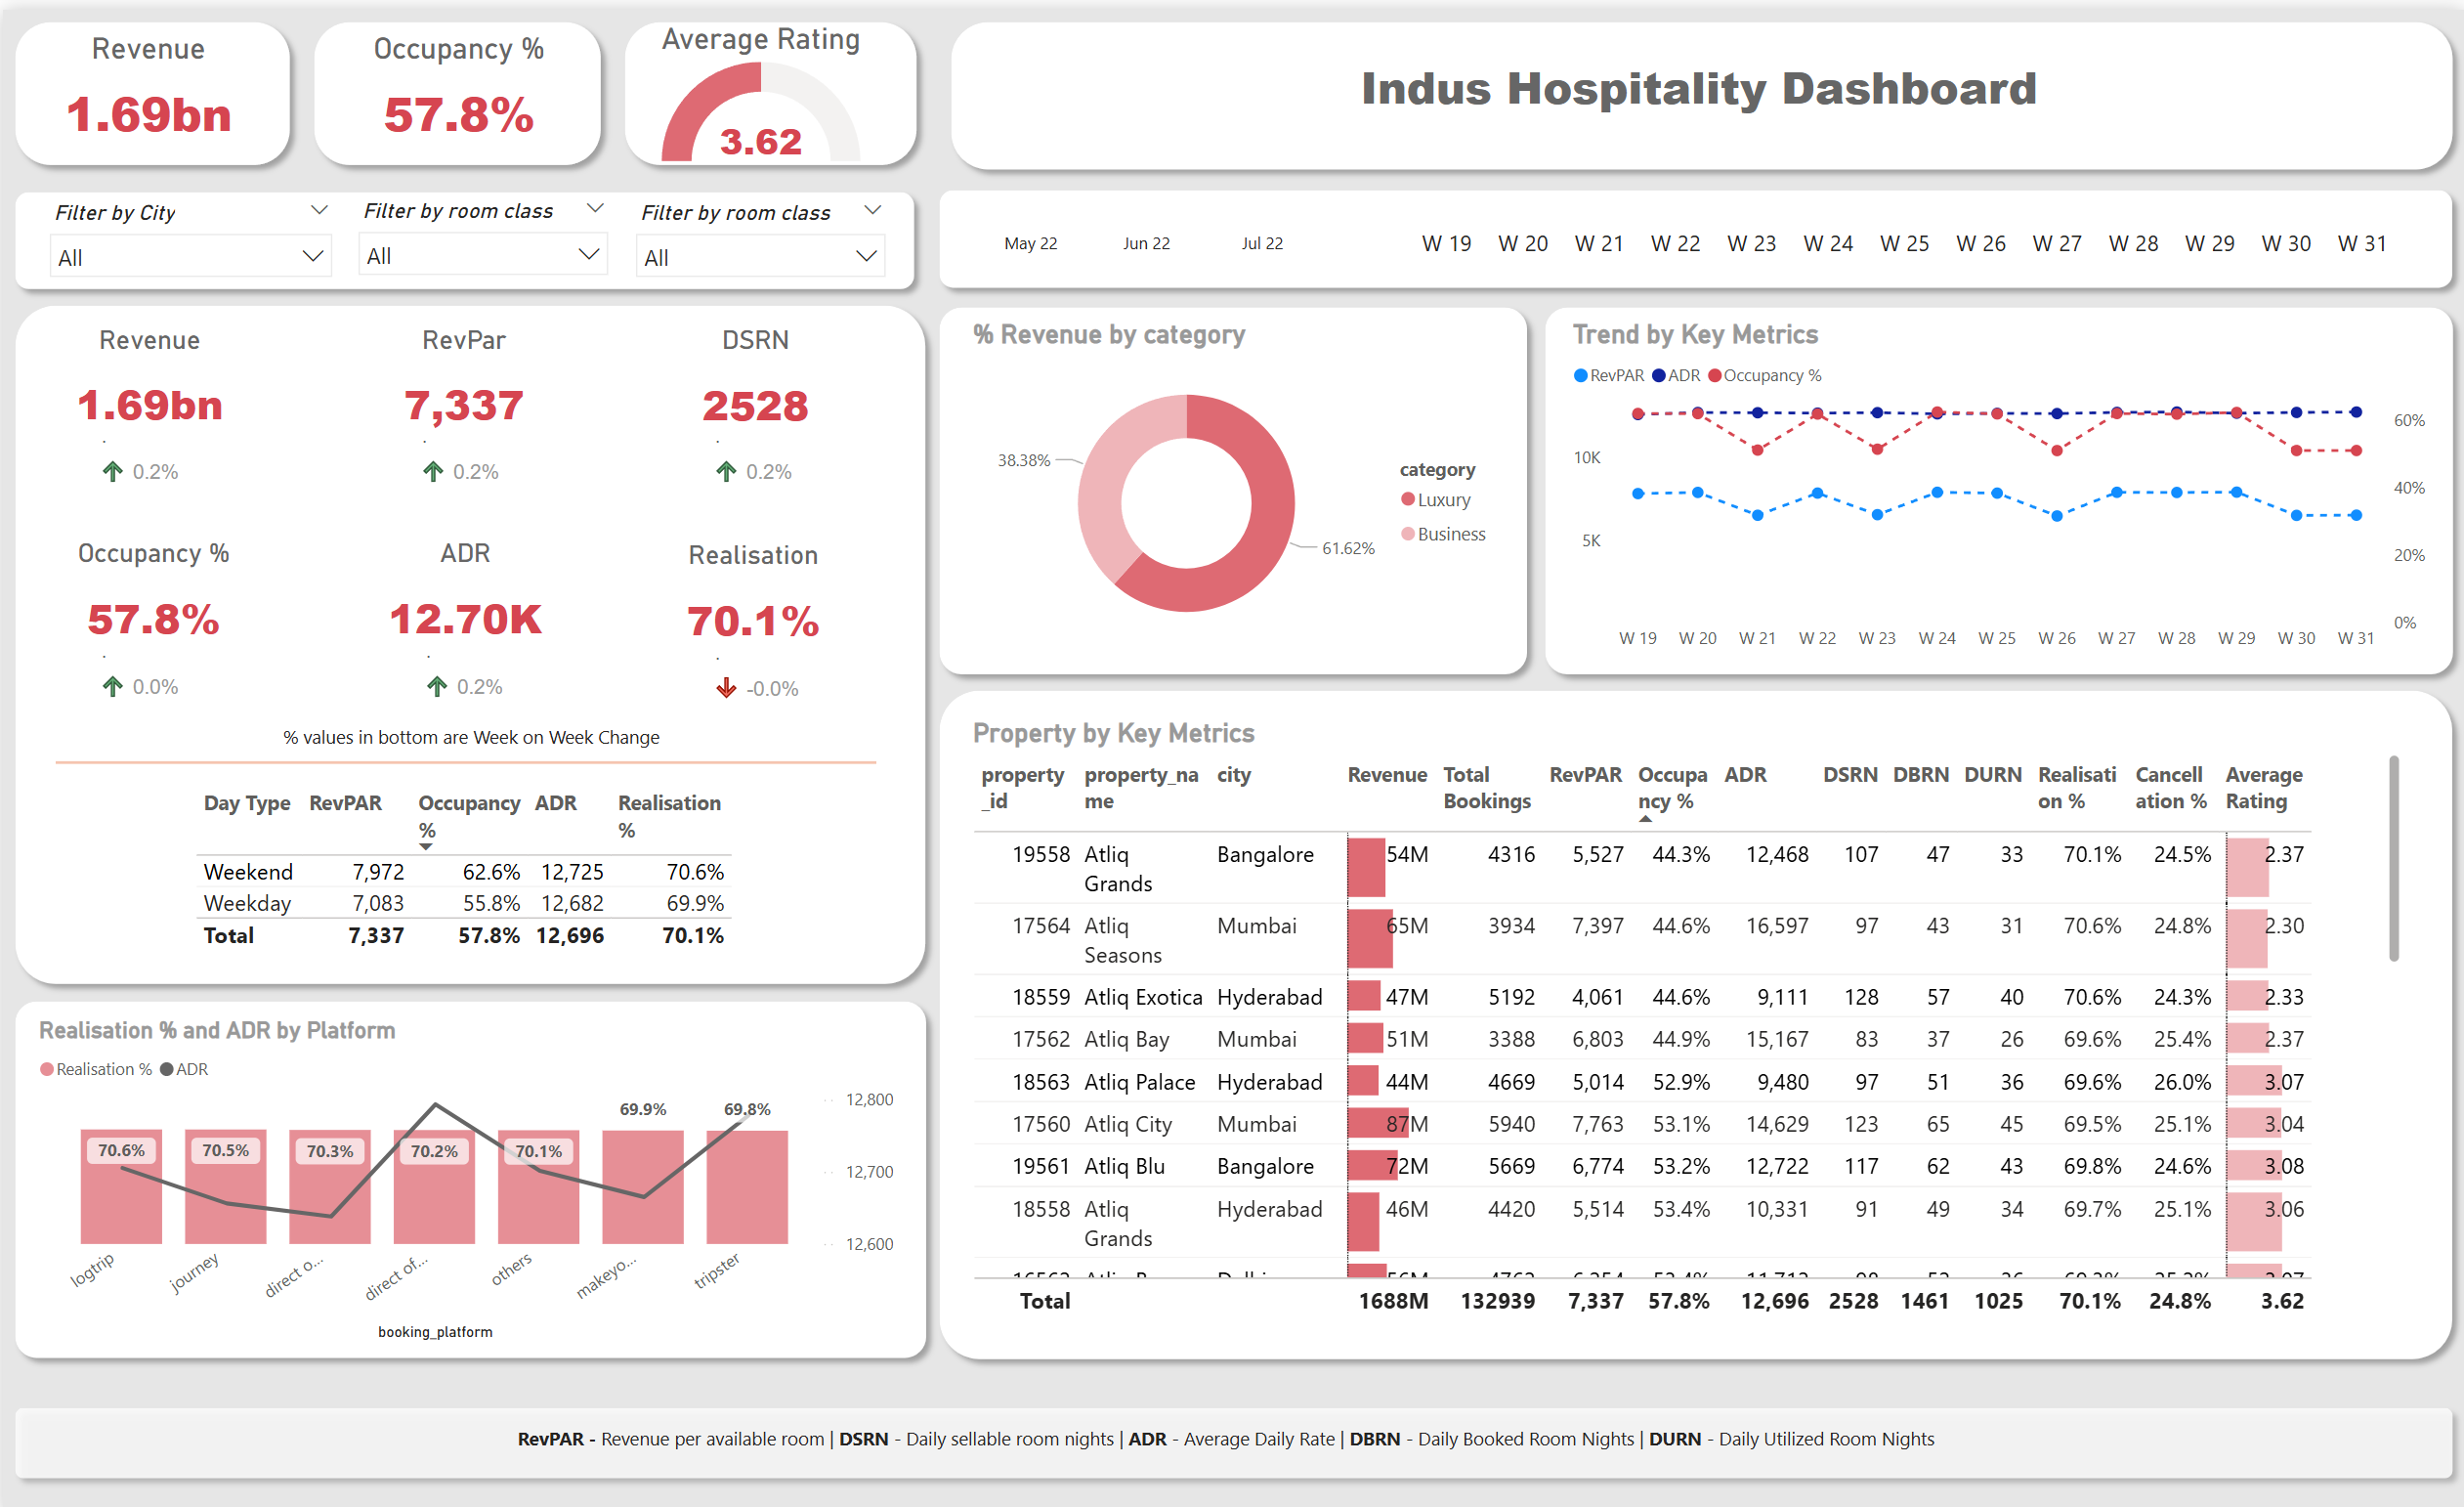 Revenue
1.69bn
Occupancy %
57.8%
Average Rating
3.62
Indus Hospitality Dashboard
Filter by City
All
Filter by room class
All
Filter by room class
All
May 22 Jun 22 Jul 22
W 19 W 20 W 21 W 22 W 23 W 24 W 25 W 26 W 27 W 28 W 29 W 30 W 31
Revenue
1.69bn
0.2%
RevPar
7,337
0.2%
DSRN
2528
0.2%
Occupancy %
57.8%
0.0%
ADR
12.70K
0.2%
Realisation
70.1%
-0.0%
% values in bottom are Week on Week Change
Day Type RevPAR Occupancy % ADR Realisation %
Weekend 7,972 62.6% 12,725 70.6%
Weekday 7,083 55.8% 12,682 69.9%
Total 7,337 57.8% 12,696 70.1%
Realisation % and ADR by Platform
Realisation % ADR
70.6% 70.5% 70.3% 70.2% 70.1% 69.9% 69.8%
12,800
12,700
12,600
logtrip journey direct o... direct of... others makeyo... tripster
booking_platform
% Revenue by category
38.38%
61.62%
category
Luxury
Business
Trend by Key Metrics
RevPAR ADR Occupancy %
10K
5K
60%
40%
20%
0%
W 19 W 20 W 21 W 22 W 23 W 24 W 25 W 26 W 27 W 28 W 29 W 30 W 31
Property by Key Metrics
property property_na city Revenue Total RevPAR Occupa ADR DSRN DBRN DURN Realisati Cancell Average
_id me Bookings ncy % on % ation % Rating
19558 Atliq Bangalore 54M 4316 5,527 44.3% 12,468 107 47 33 70.1% 24.5% 2.37
Grands
17564 Atliq Mumbai 65M 3934 7,397 44.6% 16,597 97 43 31 70.6% 24.8% 2.30
Seasons
18559 Atliq Exotica Hyderabad 47M 5192 4,061 44.6% 9,111 128 57 40 70.6% 24.3% 2.33
17562 Atliq Bay Mumbai 51M 3388 6,803 44.9% 15,167 83 37 26 69.6% 25.4% 2.37
18563 Atliq Palace Hyderabad 44M 4669 5,014 52.9% 9,480 97 51 36 69.6% 26.0% 3.07
17560 Atliq City Mumbai 87M 5940 7,763 53.1% 14,629 123 65 45 69.5% 25.1% 3.04
19561 Atliq Blu Bangalore 72M 5669 6,774 53.2% 12,722 117 62 43 69.8% 24.6% 3.08
18558 Atliq Hyderabad 46M 4420 5,514 53.4% 10,331 91 49 34 69.7% 25.1% 3.06
Grands
Total 1688M 132939 7,337 57.8% 12,696 2528 1461 1025 70.1% 24.8% 3.62
RevPAR - Revenue per available room | DSRN - Daily sellable room nights | ADR - Average Daily Rate | DBRN - Daily Booked Room Nights | DURN - Daily Utilized Room Nights